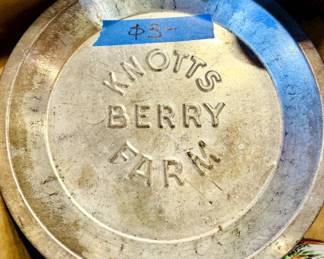 $3-
KNOTTS
BERRY
FARM